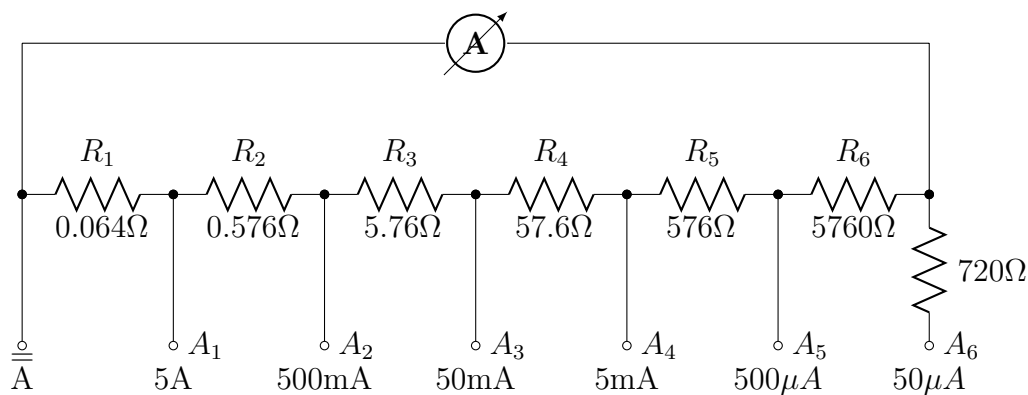 A
R₁ R₂ R₃ R₄ R₅ R₆
0.064Ω 0.576Ω 5.76Ω 57.6Ω 576Ω 5760Ω
720Ω
A₁ A₂ A₃ A₄ A₅ A₆
A 5A 500mA 50mA 5mA 500μA 50μA